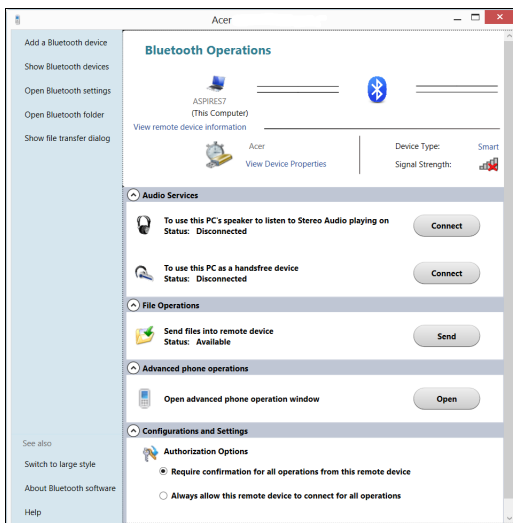 Acer
Add a Bluetooth device
Show Bluetooth devices
Open Bluetooth settings
Open Bluetooth folder
Show file transfer dialog
See also
Switch to large style
About Bluetooth software
Help
Bluetooth Operations
ASPIRES7
(This Computer)
View remote device information
Acer
View Device Properties
Device Type:
Smart
Signal Strength:
Audio Services
To use this PC's speaker to listen to Stereo Audio playing on
Status: Disconnected
Connect
To use this PC as a handsfree device
Status: Disconnected
Connect
File Operations
Send files into remote device
Status: Available
Send
Advanced phone operations
Open advanced phone operation window
Open
Configurations and Settings
Authorization Options
Require confirmation for all operations from this remote device
Always allow this remote device to connect for all operations